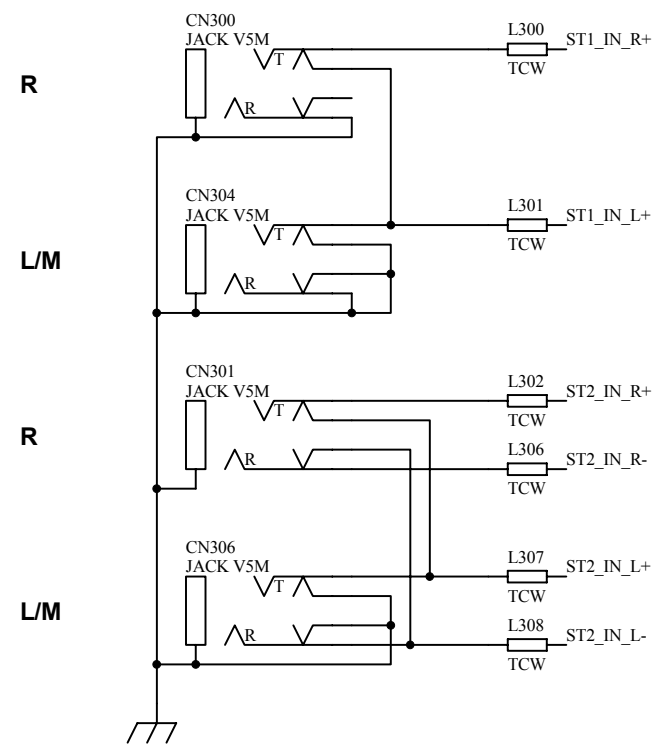 CN300
JACK V5M
L300
ST1_IN_R+
T
TCW
R
R
CN304
JACK V5M
L301
ST1_IN_L+
T
TCW
L/M
R
CN301
JACK V5M
L302
ST2_IN_R+
T
TCW
R
L306
R
ST2_IN_R-
TCW
CN306
JACK V5M
L307
ST2_IN_L+
T
TCW
L/M
L308
R
ST2_IN_L-
TCW